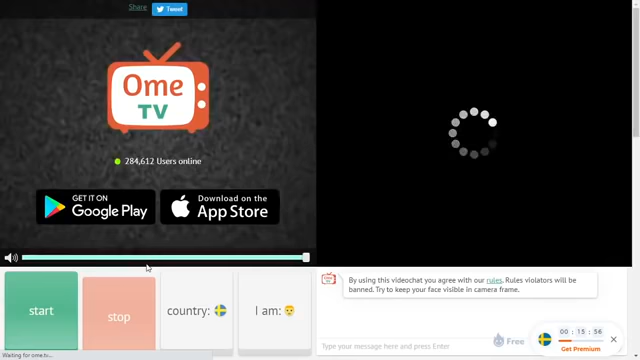 Share
Tweet
Ome
TV
284,612 Users online
GET IT ON
Google Play
Download on the
App Store
By using this videochat you agree with our rules. Rules violators will be
banned. Try to keep your face visible in camera frame.
start
stop
country:
I am:
Type your message here and press Enter
Free
00 : 15 : 56
Get Premium
Waiting for ome.tv...